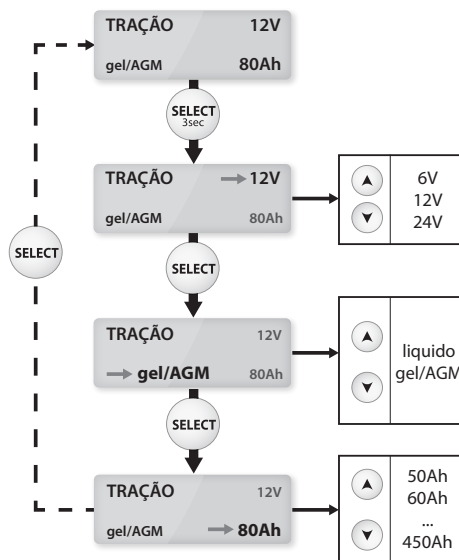 TRAÇÃO 12V
gel/AGM 80Ah
SELECT
3sec
TRAÇÃO 12V
gel/AGM 80Ah
6V
12V
24V
SELECT
SELECT
TRAÇÃO 12V
gel/AGM 80Ah
liquido
gel/AGM
SELECT
TRAÇÃO 12V
gel/AGM 80Ah
50Ah
60Ah
...
450Ah